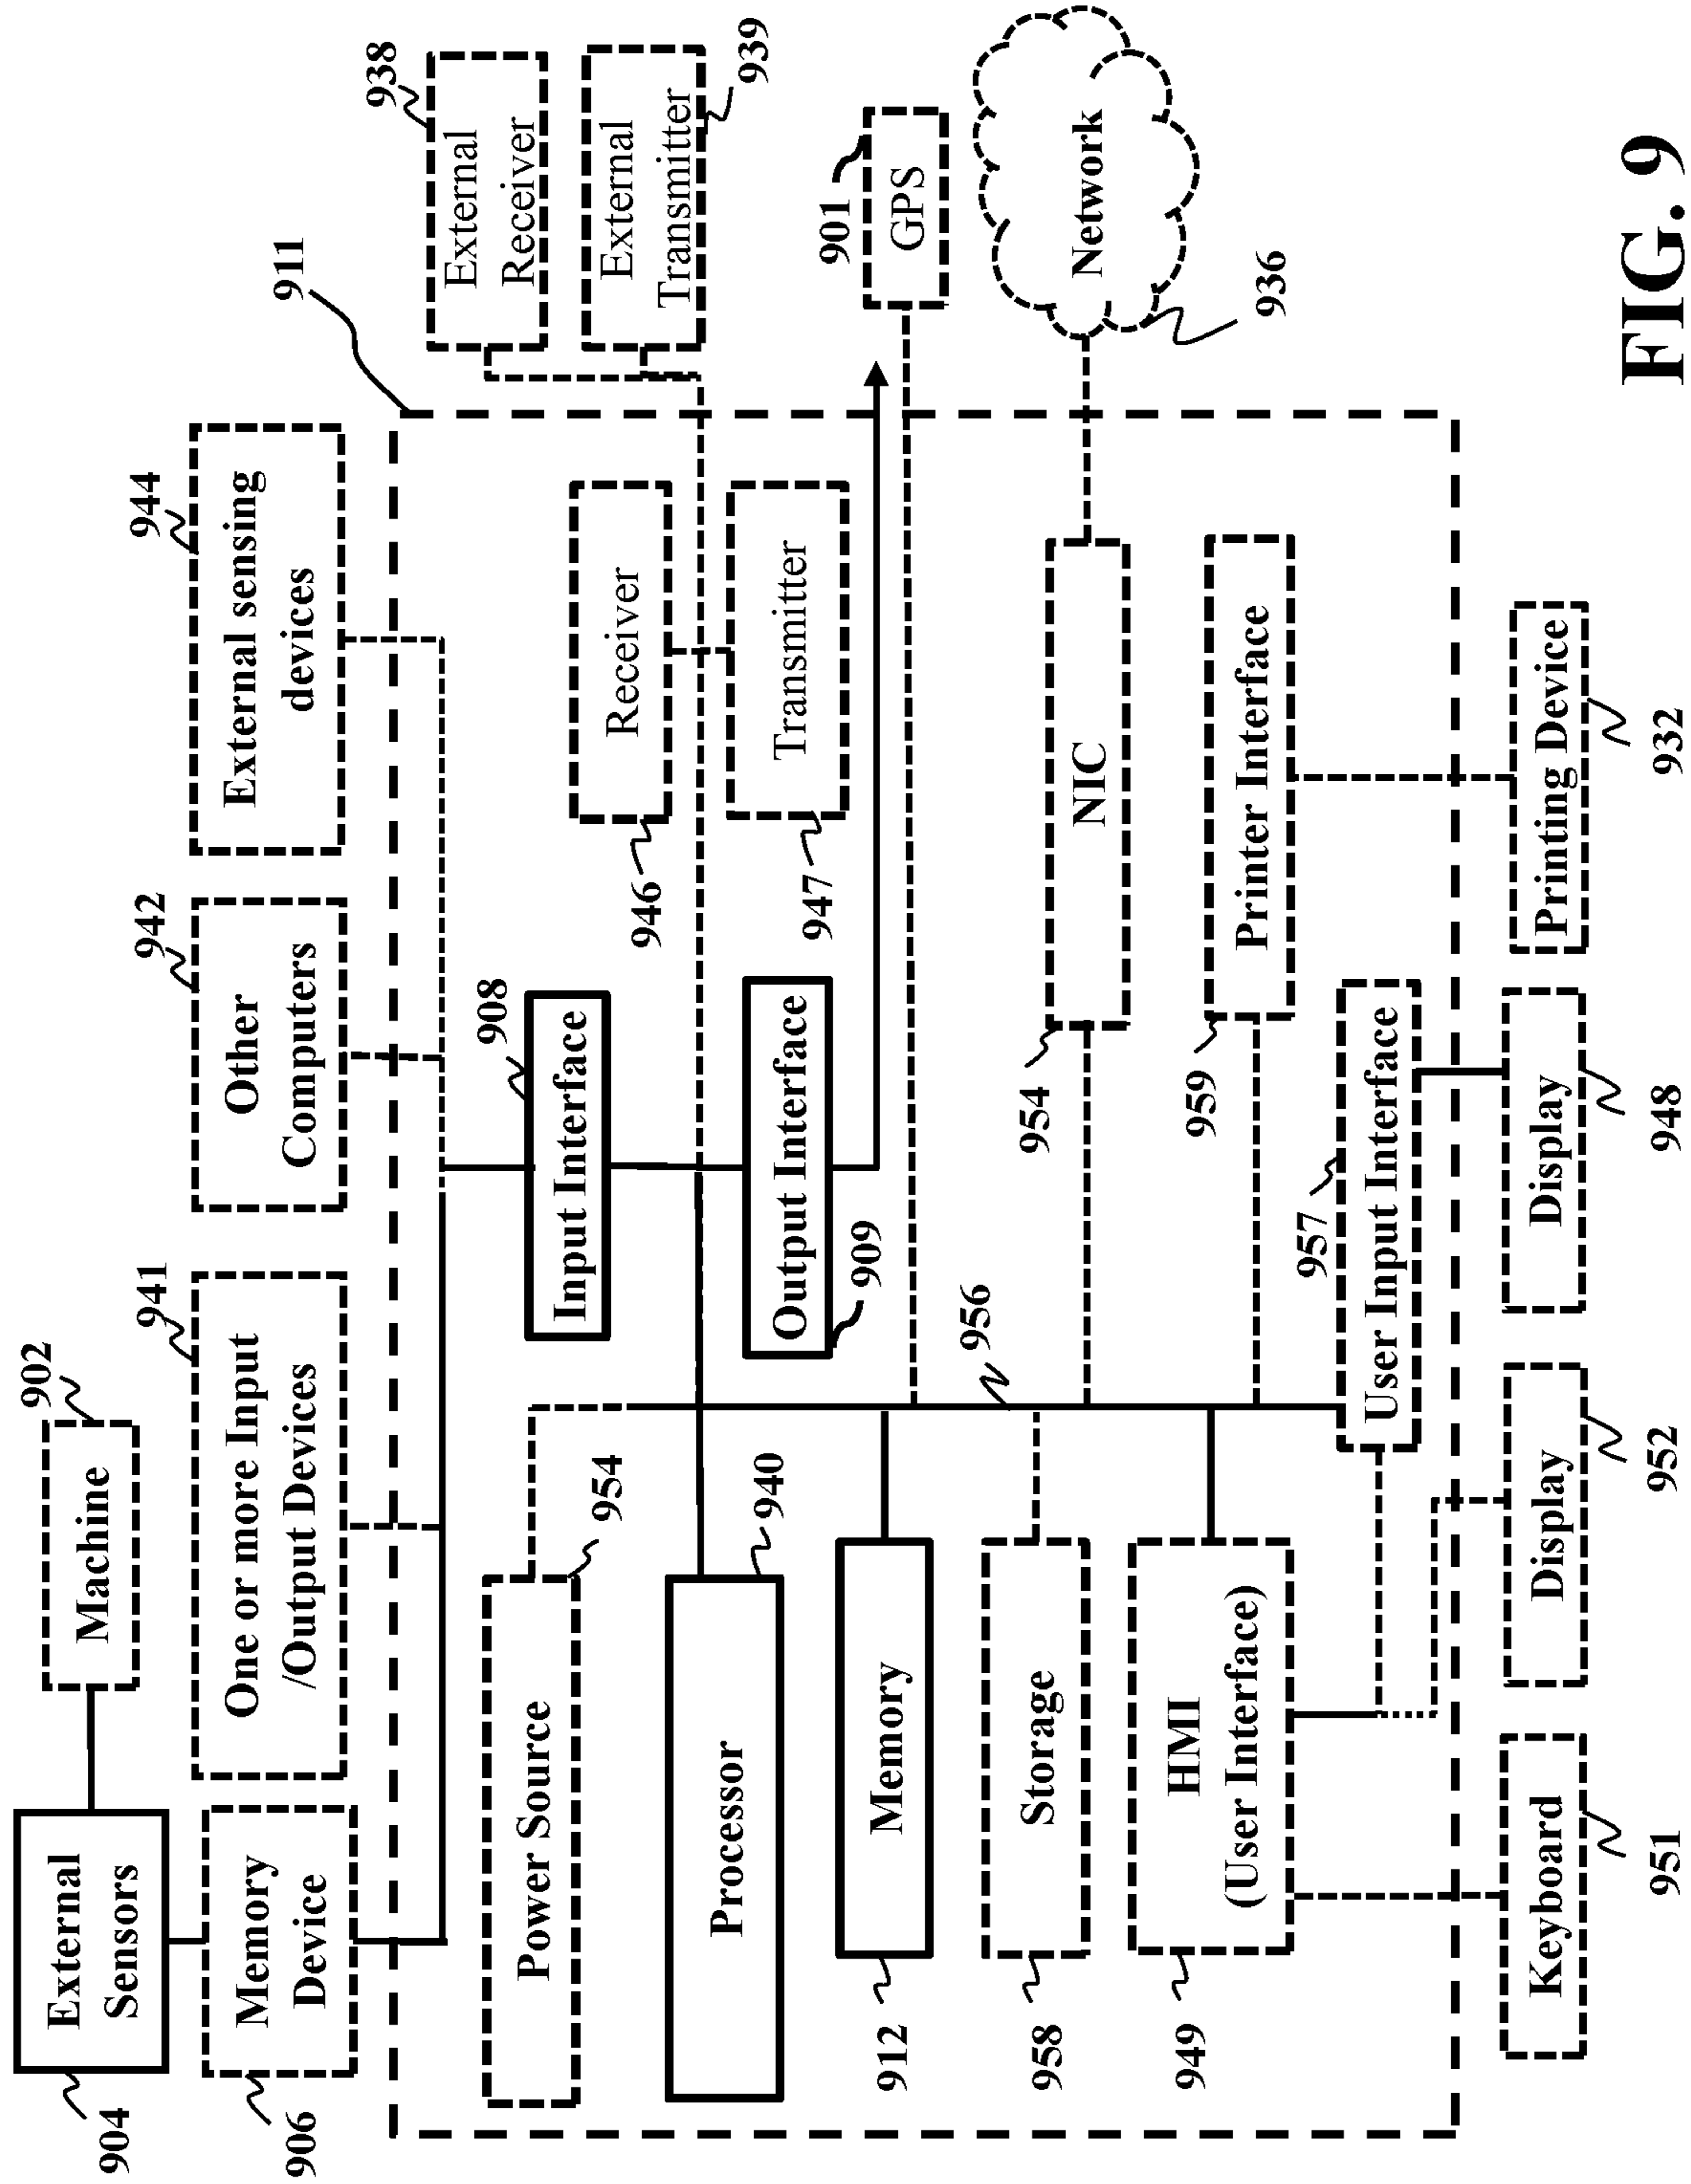 902
Machine
904
External
Sensors
906
Memory
Device
941
One or more Input
/Output Devices
942
Other
Computers
944
External sensing
devices
911
938
External
Receiver
External
Transmitter
939
Power Source
954
908
Input Interface
Receiver
946
Processor
940
Output Interface
909
Transmitter
947
901
GPS
912
Memory
956
958
Storage
954
NIC
Network
936
949
HMI
(User Interface)
959
Printer Interface
957
User Input Interface
Keyboard
951
Display
952
Display
948
Printing Device
932
FIG. 9